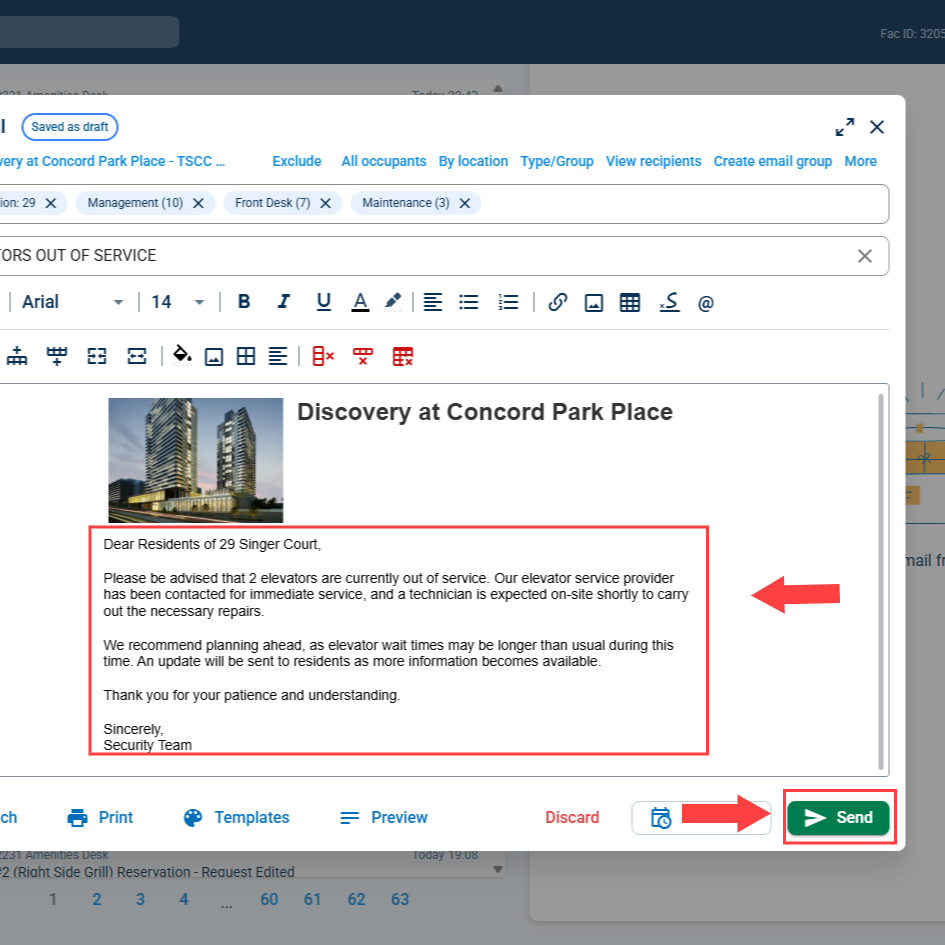 Fac ID: 3205
2231 Amenities Desk Today 22:43
Saved as draft
very at Concord Park Place - TSCC ... Exclude All occupants By location Type/Group View recipients Create email group More
ion: 29 Management (10) Front Desk (7) Maintenance (3)
TORS OUT OF SERVICE
Arial 14 B I U A @
Discovery at Concord Park Place
Dear Residents of 29 Singer Court,
Please be advised that 2 elevators are currently out of service. Our elevator service provider
has been contacted for immediate service, and a technician is expected on-site shortly to carry
out the necessary repairs.
We recommend planning ahead, as elevator wait times may be longer than usual during this
time. An update will be sent to residents as more information becomes available.
Thank you for your patience and understanding.
Sincerely,
Security Team
mail fr
ch Print Templates Preview Discard Send
2231 Amenities Desk Today 19:08
#2 (Right Side Grill) Reservation - Request Edited
1 2 3 4 ... 60 61 62 63